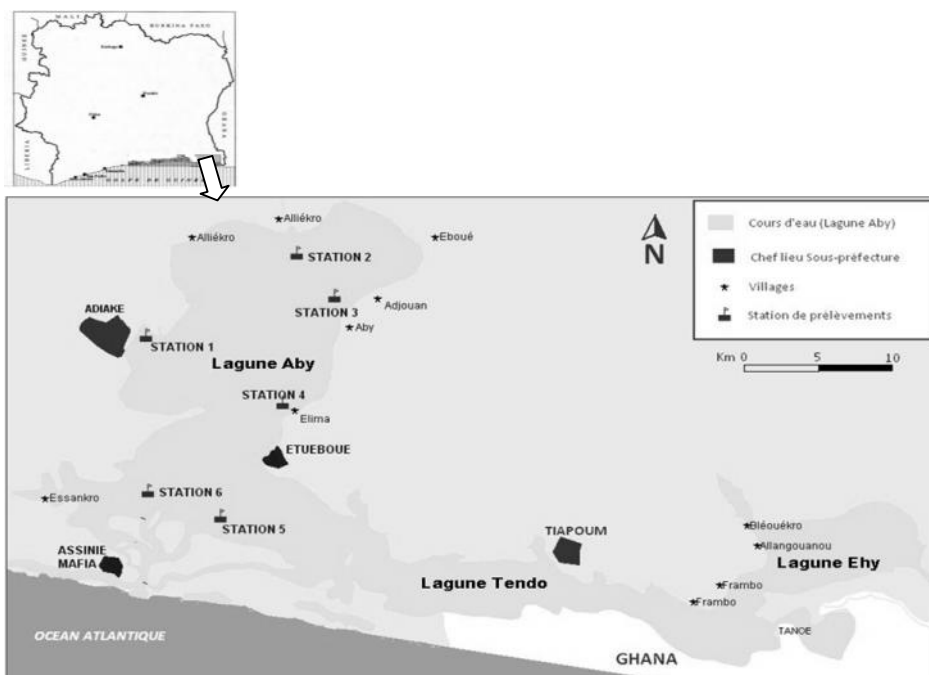 MALI
BURKINA FASO
GUINEE
LIBERIA
GOLFE DE GUINEE
Alliékro
Alliékro
Eboué
STATION 2
STATION 3
Adjouan
Aby
ADIAKE
STATION 1
Lagune Aby
STATION 4
Elima
ETUEBOUE
Essankro
STATION 6
STATION 5
ASSINIE
MAFIA
TIAPOUM
Bléouékro
Allangouanou
Lagune Ehy
Lagune Tendo
Frambo
Frambo
TANOE
OCEAN ATLANTIQUE
GHANA
N
Cours d'eau (Lagune Aby)
Chef lieu Sous-préfecture
Villages
Station de prélèvements
Km 0 5 10